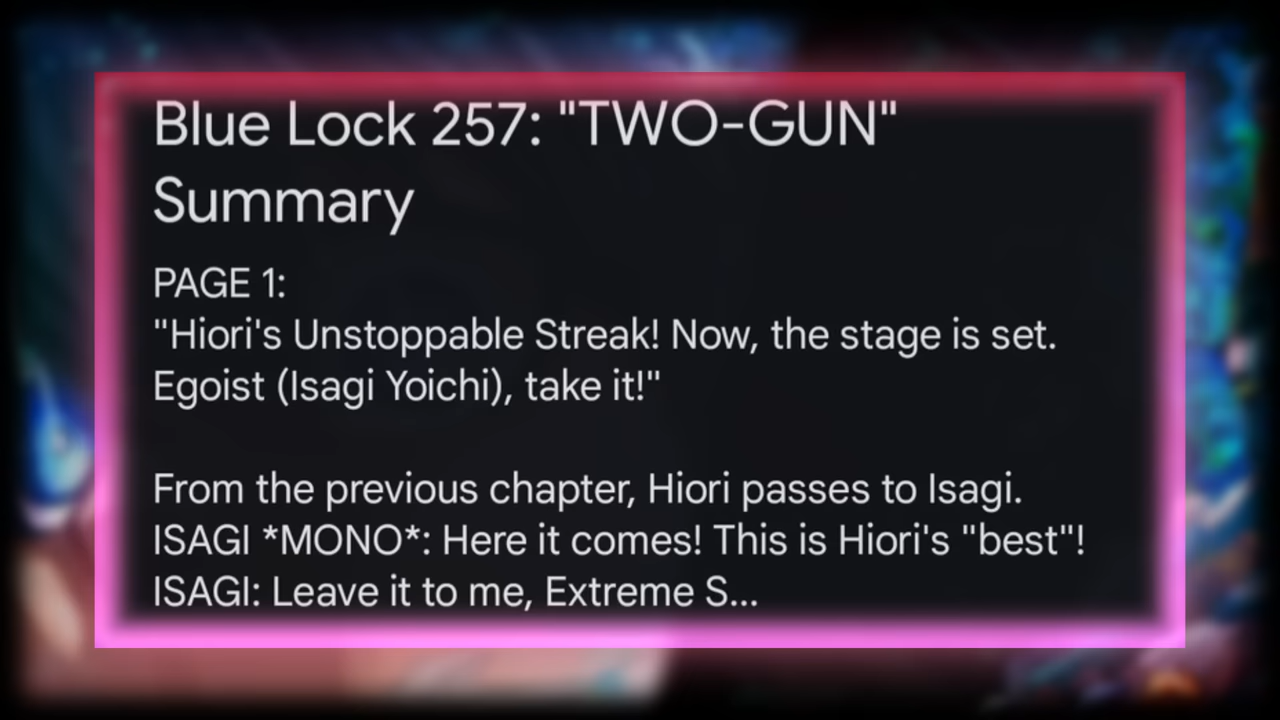 Blue Lock 257: "TWO-GUN"
Summary
PAGE 1:
"Hiori's Unstoppable Streak! Now, the stage is set.
Egoist (Isagi Yoichi), take it!"
From the previous chapter, Hiori passes to Isagi.
ISAGI *MONO*: Here it comes! This is Hiori's "best"!
ISAGI: Leave it to me, Extreme S...